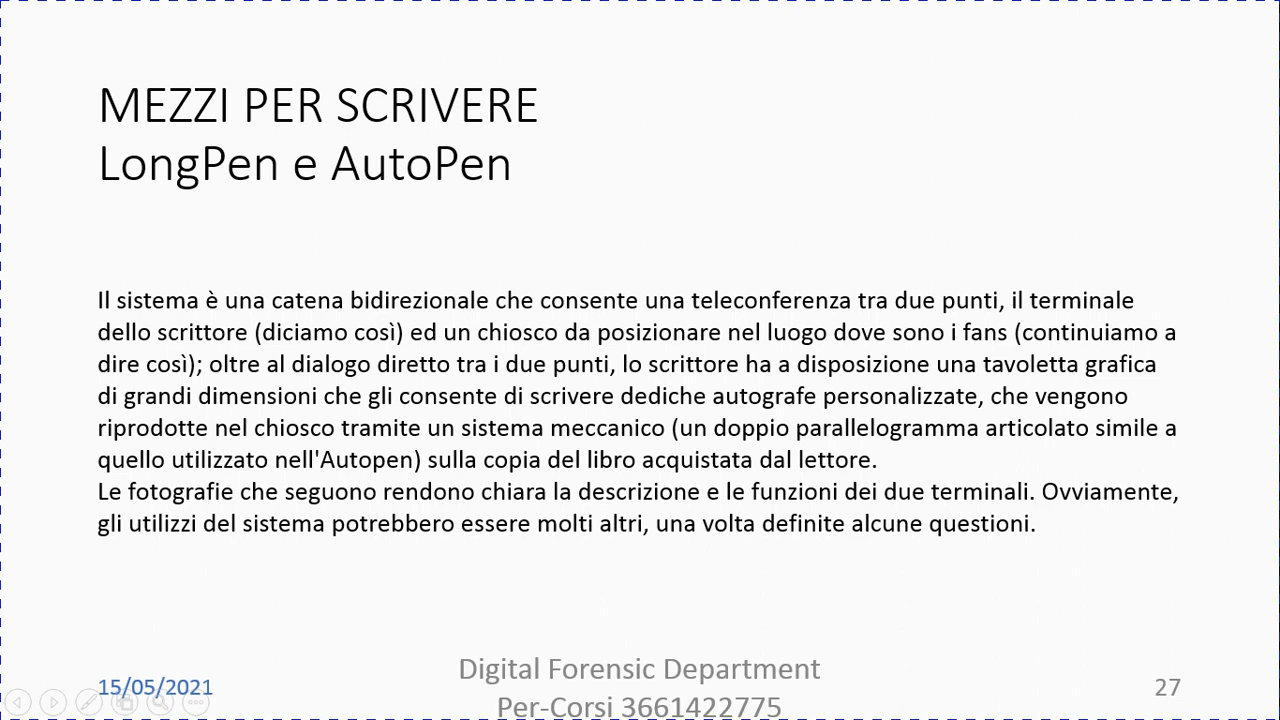 MEZZI PER SCRIVERE
LongPen e AutoPen
Il sistema è una catena bidirezionale che consente una teleconferenza tra due punti, il terminale
dello scrittore (diciamo così) ed un chiosco da posizionare nel luogo dove sono i fans (continuiamo a
dire così); oltre al dialogo diretto tra i due punti, lo scrittore ha a disposizione una tavoletta grafica
di grandi dimensioni che gli consente di scrivere dediche autografe personalizzate, che vengono
riprodotte nel chiosco tramite un sistema meccanico (un doppio parallelogramma articolato simile a
quello utilizzato nell'Autopen) sulla copia del libro acquistata dal lettore.
Le fotografie che seguono rendono chiara la descrizione e le funzioni dei due terminali. Ovviamente,
gli utilizzi del sistema potrebbero essere molti altri, una volta definite alcune questioni.
15/05/2021
Digital Forensic Department
Per-Corsi 3661422775
27